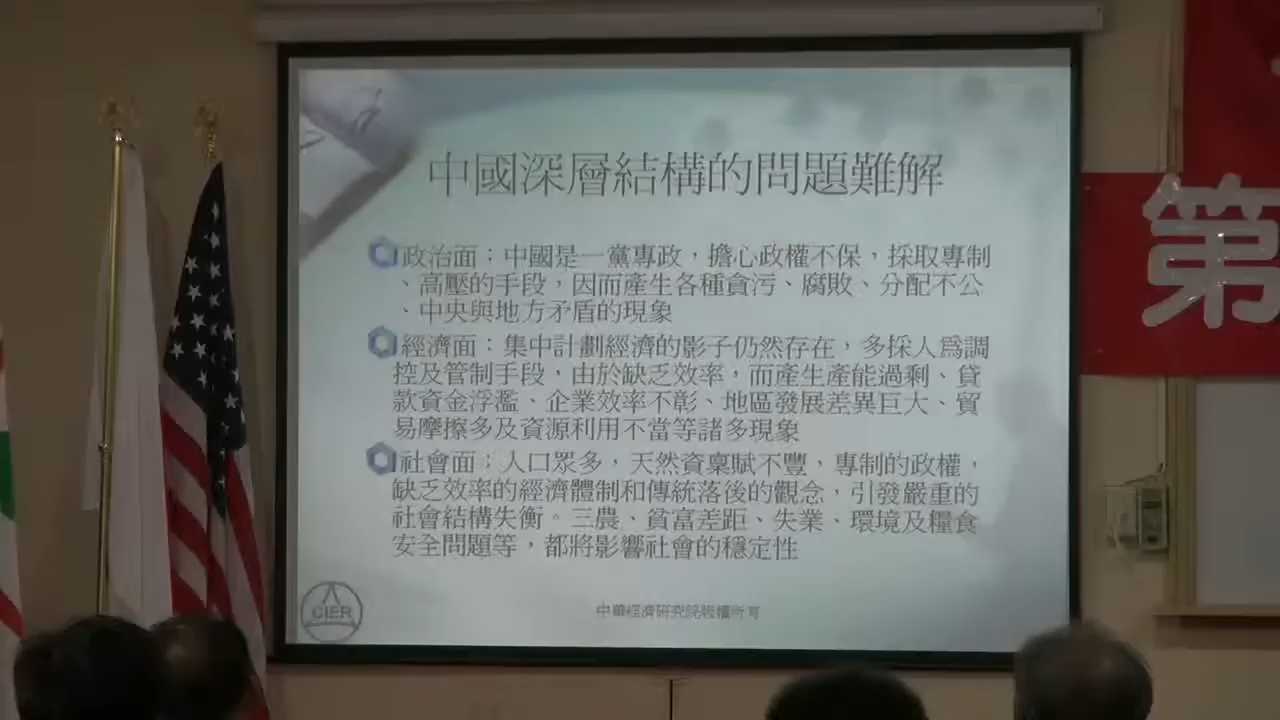 中國深層結構的問題難解
政治面：中國是一黨專政，擔心政權不保，採取專制
、高壓的手段，因而產生各種貪污、腐敗、分配不公
、中央與地方矛盾的現象
經濟面：集中計劃經濟的影子仍然存在，多採人為調
控及管制手段，由於缺乏效率，而產生產能過剩、貸
款資金浮濫、企業效率不彰、地區發展差異巨大、貿
易摩擦多及資源利用不當等諸多現象
社會面：人口眾多，天然資稟賦不豐，專制的政權，
缺乏效率的經濟體制和傳統落後的觀念，引發嚴重的
社會結構失衡。三農、貧富差距、失業、環境及糧食
安全問題等，都將影響社會的穩定性
CIER
中華經濟研究院版權所有
第